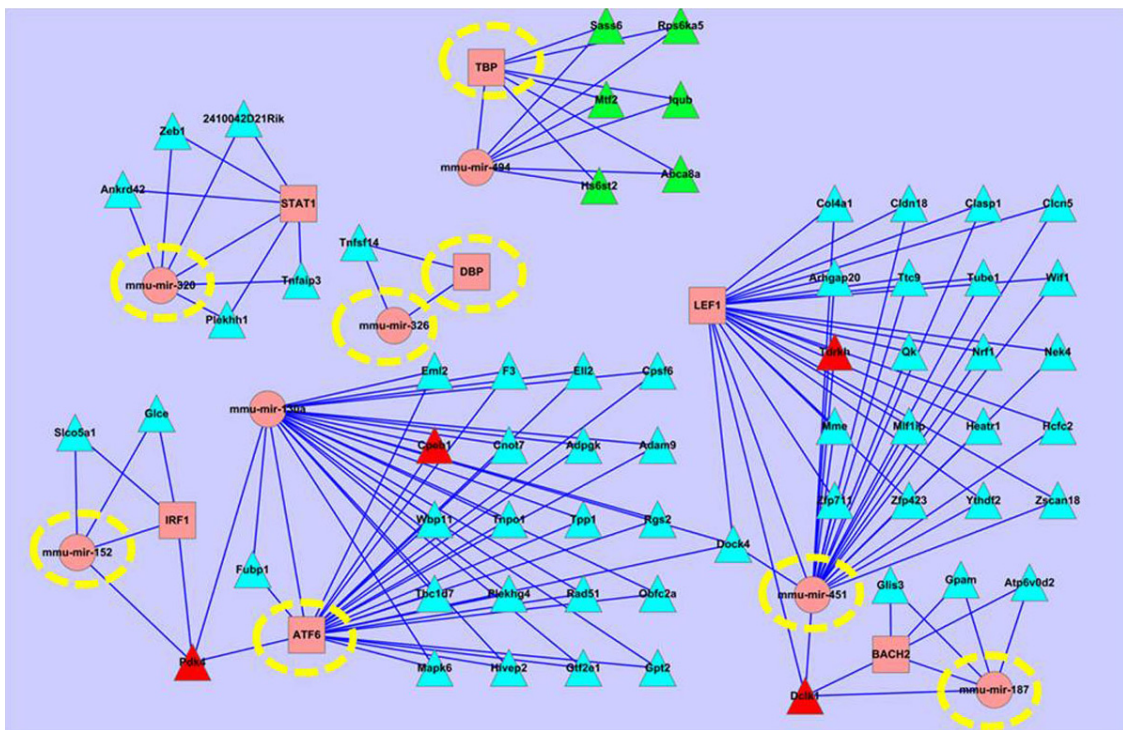 Sass6 Rps6ka5
TBP
Mtf2 Iqub
mmu-mir-494
Hs6st2 Abca8a
Zeb1 2410042D21Rik
Ankrd42 STAT1
mmu-mir-320 Tnfaip3
Plekhh1
Tnfsf14 DBP
mmu-mir-326
Col4a1 Cldn18 Clasp1 Clcn5
LEF1 Arhgap20 Ttc9 Tube1 Wif1
Tdrkh Qk Nrf1 Nek4
Mme Mlf1ip Heatr1 Hcfc2
Zfp711 Zfp423 Ythdf2 Zscan18
Dock4
mmu-mir-451 Glis3 Gpam Atp6v0d2
BACH2
Dclk1 mmu-mir-187
Slco5a1 Glce
IRF1
mmu-mir-152
Pdk4
mmu-mir-130a Eml2 F3 Ell2 Cpsf6
Cpeb1 Cnot7 Adpgk Adam9
Wbp11 Tnpo1 Tpp1 Rgs2
Fubp1 Tbc1d7 Plekhg4 Rad51 Obfc2a
ATF6
Mapk6 Hivep2 Gtf2e1 Gpt2